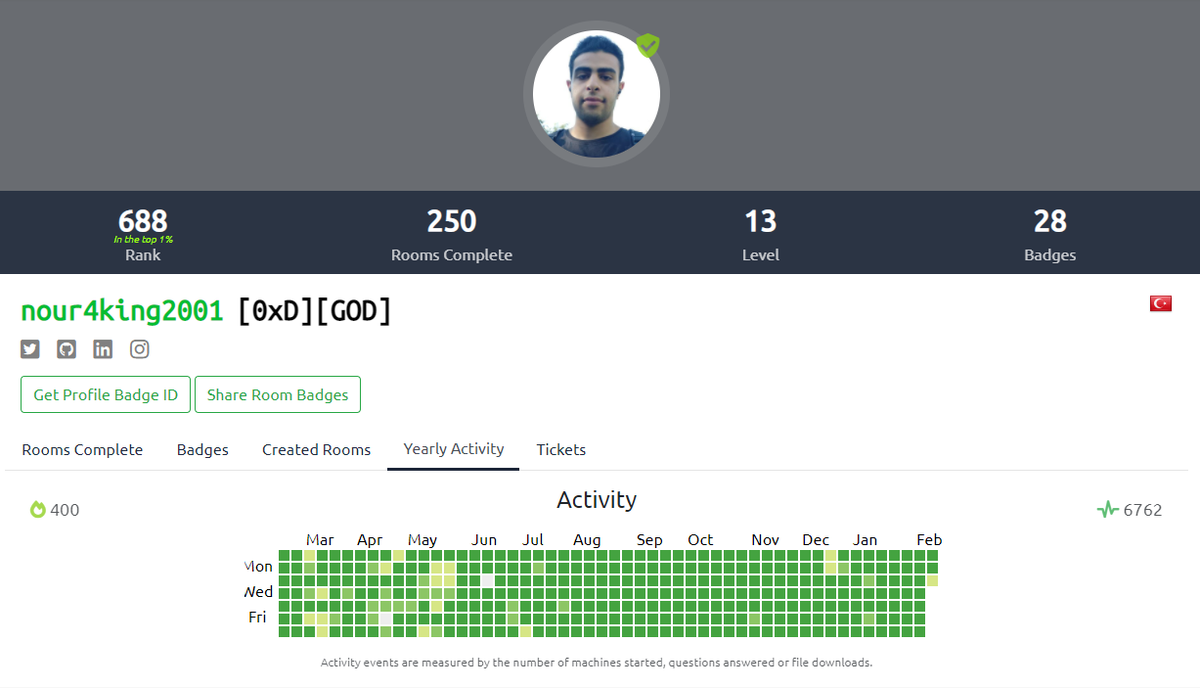 688 250 13 28
In the top 1%
Rank Rooms Complete Level Badges
nour4king2001 [0xD][GOD]
Get Profile Badge ID Share Room Badges
Rooms Complete Badges Created Rooms Yearly Activity Tickets
Activity
400 6762
Mar Apr May Jun Jul Aug Sep Oct Nov Dec Jan Feb
Mon
Wed
Fri
Activity events are measured by the number of machines started, questions answered or file downloads.